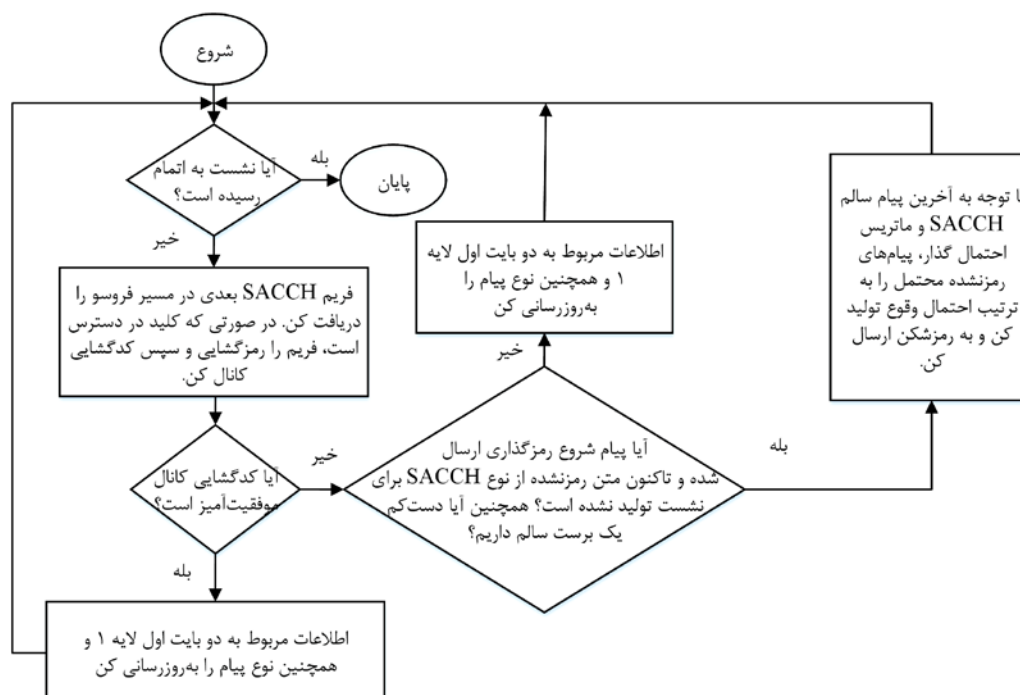 شروع
آیا نشست به اتمام
رسیده است؟
بله
پایان
خیر
فریم SACCH بعدی در مسیر فروسو را
دریافت کن. در صورتی که کلید در دسترس
است، فریم را رمزگشایی و سپس کدگشایی
کانال کن.
آیا کدگشایی کانال
موفقیت‌آمیز است؟
بله
اطلاعات مربوط به دو بایت اول لایه ۱ و
همچنین نوع پیام را به‌روزرسانی کن
خیر
آیا پیام شروع رمزگذاری ارسال
شده و تاکنون متن رمزنشده از نوع SACCH برای
نشست تولید نشده است؟ همچنین آیا دست‌کم
یک برست سالم داریم؟
خیر
اطلاعات مربوط به دو بایت اول لایه
۱ و همچنین نوع پیام را
به‌روزرسانی کن
بله
ا توجه به آخرین پیام سالم
SACCH و ماتریس
احتمال گذار، پیام‌های
رمزنشده محتمل را به
ترتیب احتمال وقوع تولید
کن و به رمزشکن ارسال
کن.